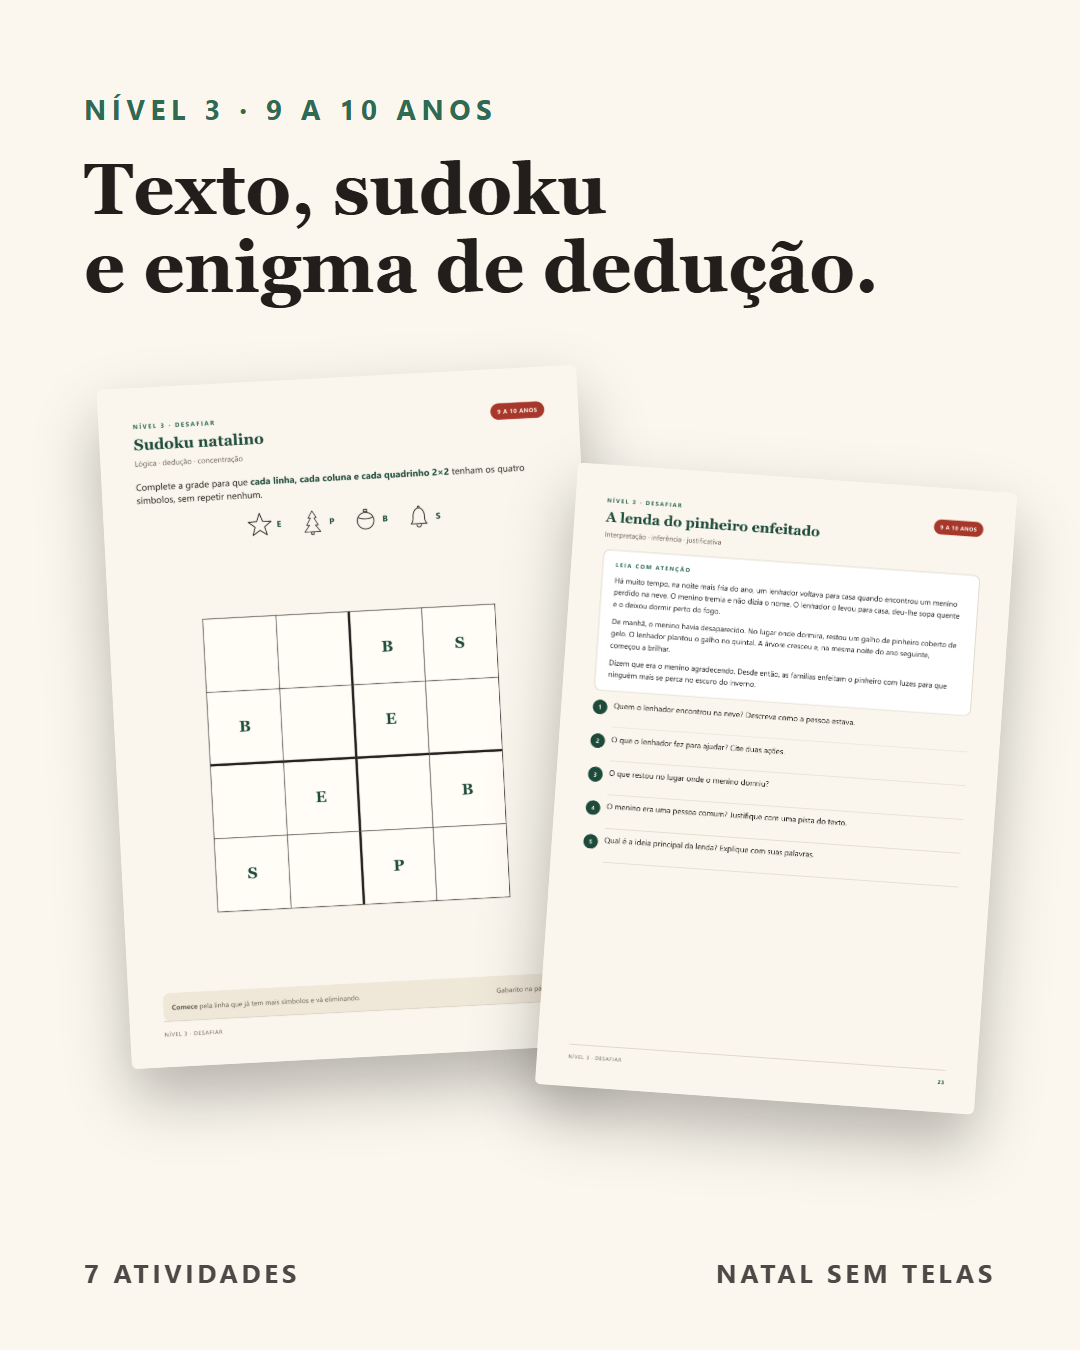 NÍVEL 3 · 9 A 10 ANOS
Texto, sudoku
e enigma de dedução.
NÍVEL 3 · DESAFIAR
9 A 10 ANOS
Sudoku natalino
Lógica · dedução · concentração
Complete a grade para que cada linha, cada coluna e cada quadrinho 2×2 tenham os quatro
símbolos, sem repetir nenhum.
E P B S
B S
B E
E B
S P
Comece pela linha que já tem mais símbolos e vá eliminando.
Gabarito na
NÍVEL 3 · DESAFIAR
NÍVEL 3 · DESAFIAR
9 A 10 ANOS
A lenda do pinheiro enfeitado
Interpretação · inferência · justificativa
LEIA COM ATENÇÃO
Há muito tempo, na noite mais fria do ano, um lenhador voltava para casa quando encontrou um menino
perdido na neve. O menino tremia e não dizia o nome. O lenhador o levou para casa, deu-lhe sopa quente
e o deixou dormir perto do fogo.
De manhã, o menino havia desaparecido. No lugar onde dormira, restou um galho de pinheiro coberto de
gelo. O lenhador plantou o galho no quintal. A árvore cresceu e, na mesma noite do ano seguinte,
começou a brilhar.
Dizem que era o menino agradecendo. Desde então, as famílias enfeitam o pinheiro com luzes para que
ninguém mais se perca no escuro do inverno.
1 Quem o lenhador encontrou na neve? Descreva como a pessoa estava.
2 O que o lenhador fez para ajudar? Cite duas ações.
3 O que restou no lugar onde o menino dormiu?
4 O menino era uma pessoa comum? Justifique com uma pista do texto.
5 Qual é a ideia principal da lenda? Explique com suas palavras.
NÍVEL 3 · DESAFIAR
23
7 ATIVIDADES
NATAL SEM TELAS